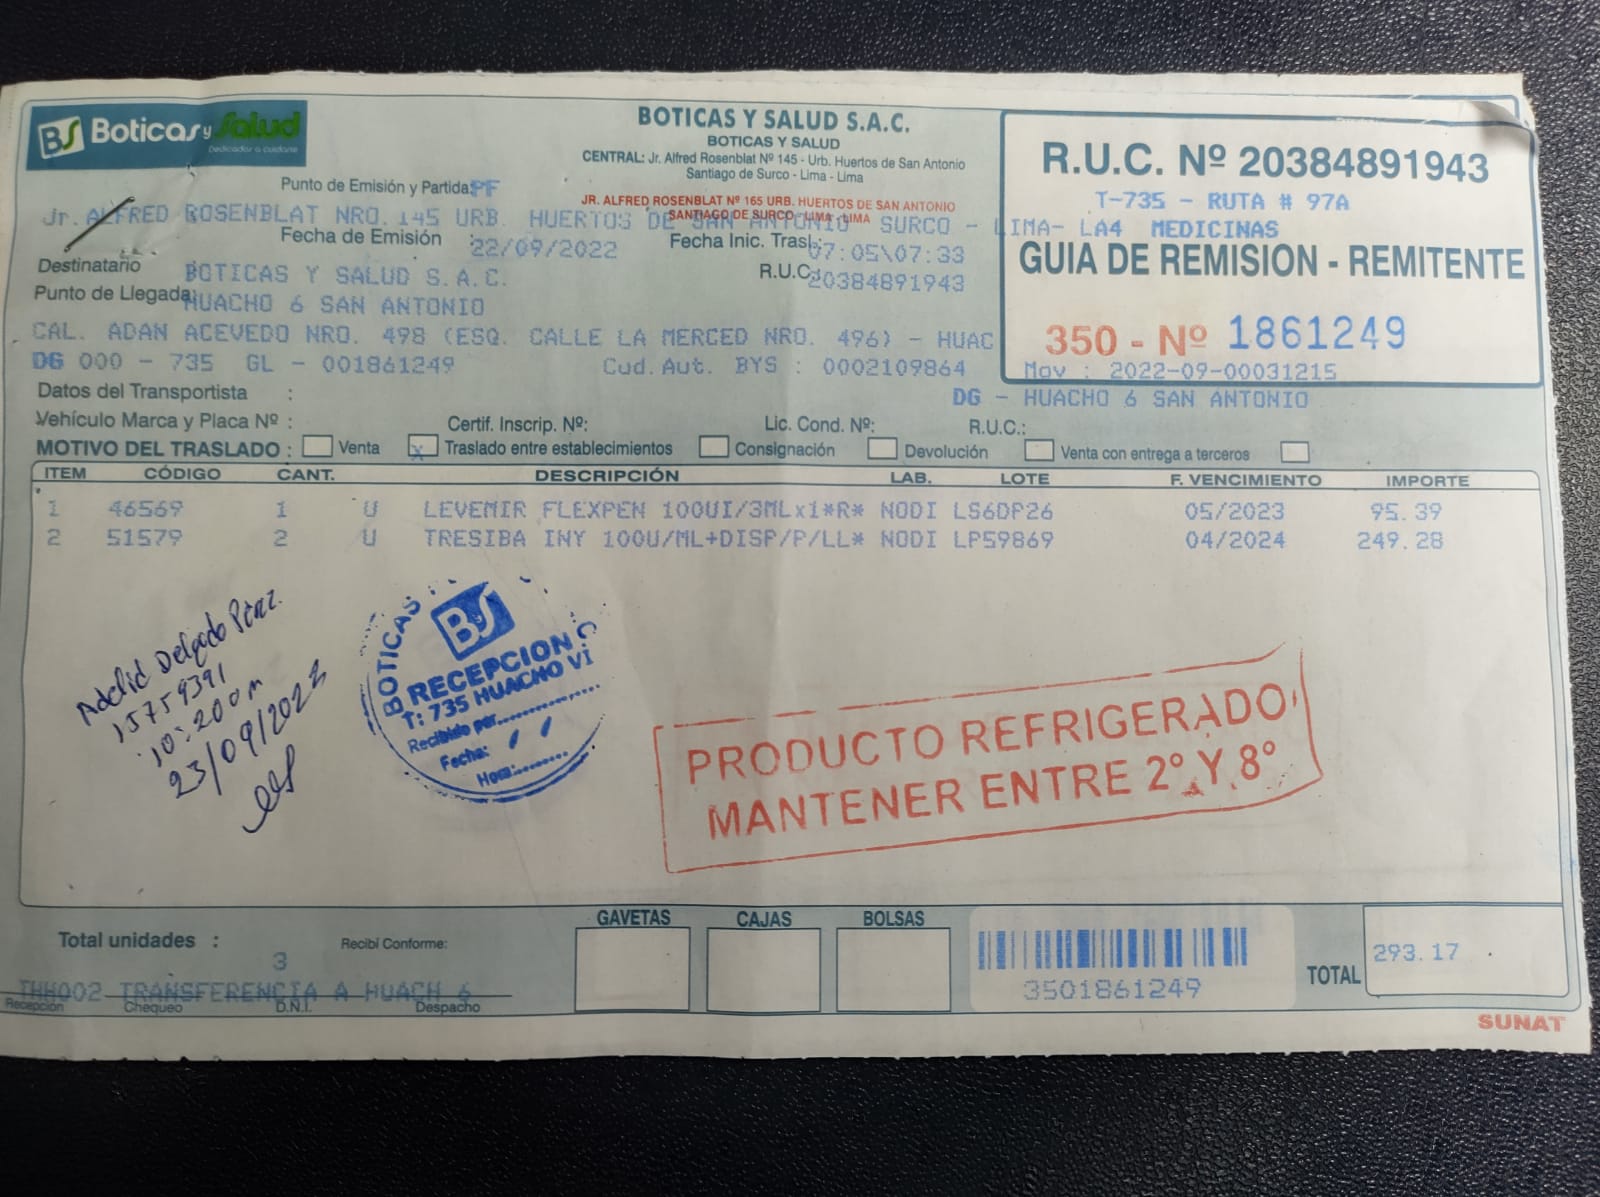 BS Boticas y Salud
Dedicados a cuidarte
BOTICAS Y SALUD S.A.C.
BOTICAS Y SALUD
CENTRAL: Jr. Alfred Rosenblat Nº 145 - Urb. Huertos de San Antonio
Santiago de Surco - Lima - Lima
JR. ALFRED ROSENBLAT Nº 165 URB. HUERTOS DE SAN ANTONIO
SANTIAGO DE SURCO - LIMA - LIMA
R.U.C. Nº 20384891943
T-735 - RUTA # 97A
LA4 MEDICINAS
GUIA DE REMISION - REMITENTE
350 - Nº 1861249
Mov : 2022-09-00031215
Punto de Emisión y Partida: PF
Jr. ALFRED ROSENBLAT NRO. 145 URB. HUERTOS DE SAN ANTONIO SURCO - LIMA-
Fecha de Emisión : 22/09/2022 Fecha Inic. Trasl.: 07:05\07:33
Destinatario BOTICAS Y SALUD S.A.C. R.U.C: 20384891943
Punto de Llegada: HUACHO 6 SAN ANTONIO
CAL. ADAN ACEVEDO NRO. 498 (ESQ. CALLE LA MERCED NRO. 496) - HUAC
DG 000 - 735 GL - 001861249 Cud. Aut. BYS : 0002109864
Datos del Transportista :
DG - HUACHO 6 SAN ANTONIO
Vehículo Marca y Placa Nº : Certif. Inscrip. Nº: Lic. Cond. Nº: R.U.C.:
MOTIVO DEL TRASLADO : Venta x Traslado entre establecimientos Consignación Devolución Venta con entrega a terceros
ITEM CÓDIGO CANT. DESCRIPCIÓN LAB. LOTE F. VENCIMIENTO IMPORTE
1 46569 1 U LEVEMIR FLEXPEN 100UI/3MLx1*R* NODI LS6DP26 05/2023 95.39
2 51579 2 U TRESIBA INY 100U/ML+DISP/P/LL* NODI LP59869 04/2024 249.28
Delgado
15759391
10:200m
23/09/2022
BOTICAS
BS
RECEPCION
T: 735 HUACHO VI
Recibido por
Fecha: / /
Hora:
PRODUCTO REFRIGERADO
MANTENER ENTRE 2° Y 8°
Total unidades : 3
Recibí Conforme:
GAVETAS CAJAS BOLSAS
3501861249
TOTAL 293.17
THH002 TRANSFERENCIA A HUACH 6
Recepción Chequeo D.N.I. Despacho
SUNAT